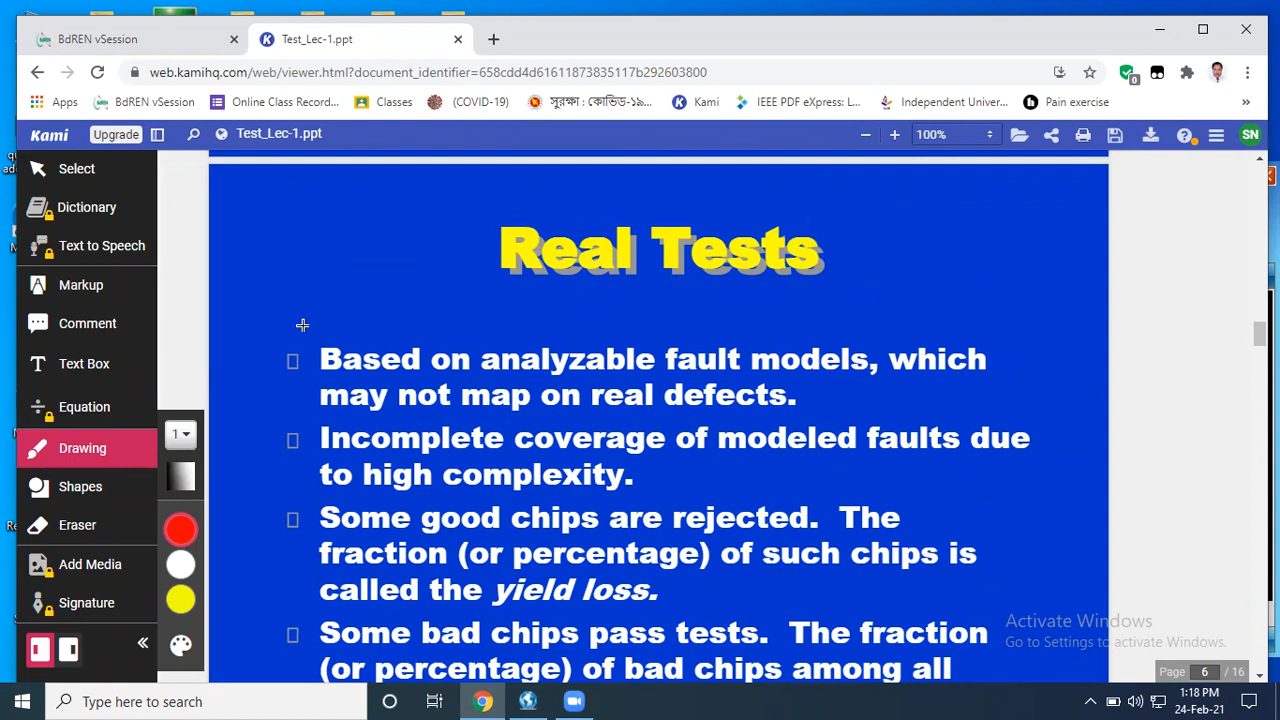 BdREN vSession
Test_Lec-1.ppt
web.kamihq.com/web/viewer.html?document_identifier=658cdd4d61611873835117b292603800
0
Apps
BdREN vSession
Online Class Record...
Classes
(COVID-19)
সুরক্ষা : কোভিড-১৯...
Kami
IEEE PDF eXpress: L...
Independent Univer...
Pain exercise
»
Kami
Upgrade
Test_Lec-1.ppt
100%
SN
Select
Dictionary
Text to Speech
Markup
Comment
Text Box
Equation
Drawing
Shapes
Eraser
Add Media
Signature
1
Real Tests
Based on analyzable fault models, which
may not map on real defects.
Incomplete coverage of modeled faults due
to high complexity.
Some good chips are rejected. The
fraction (or percentage) of such chips is
called the yield loss.
Some bad chips pass tests. The fraction
(or percentage) of bad chips among all
Activate Windows
Go to Settings to activate Windows.
Page 6 / 16
Type here to search
1:18 PM
24-Feb-21